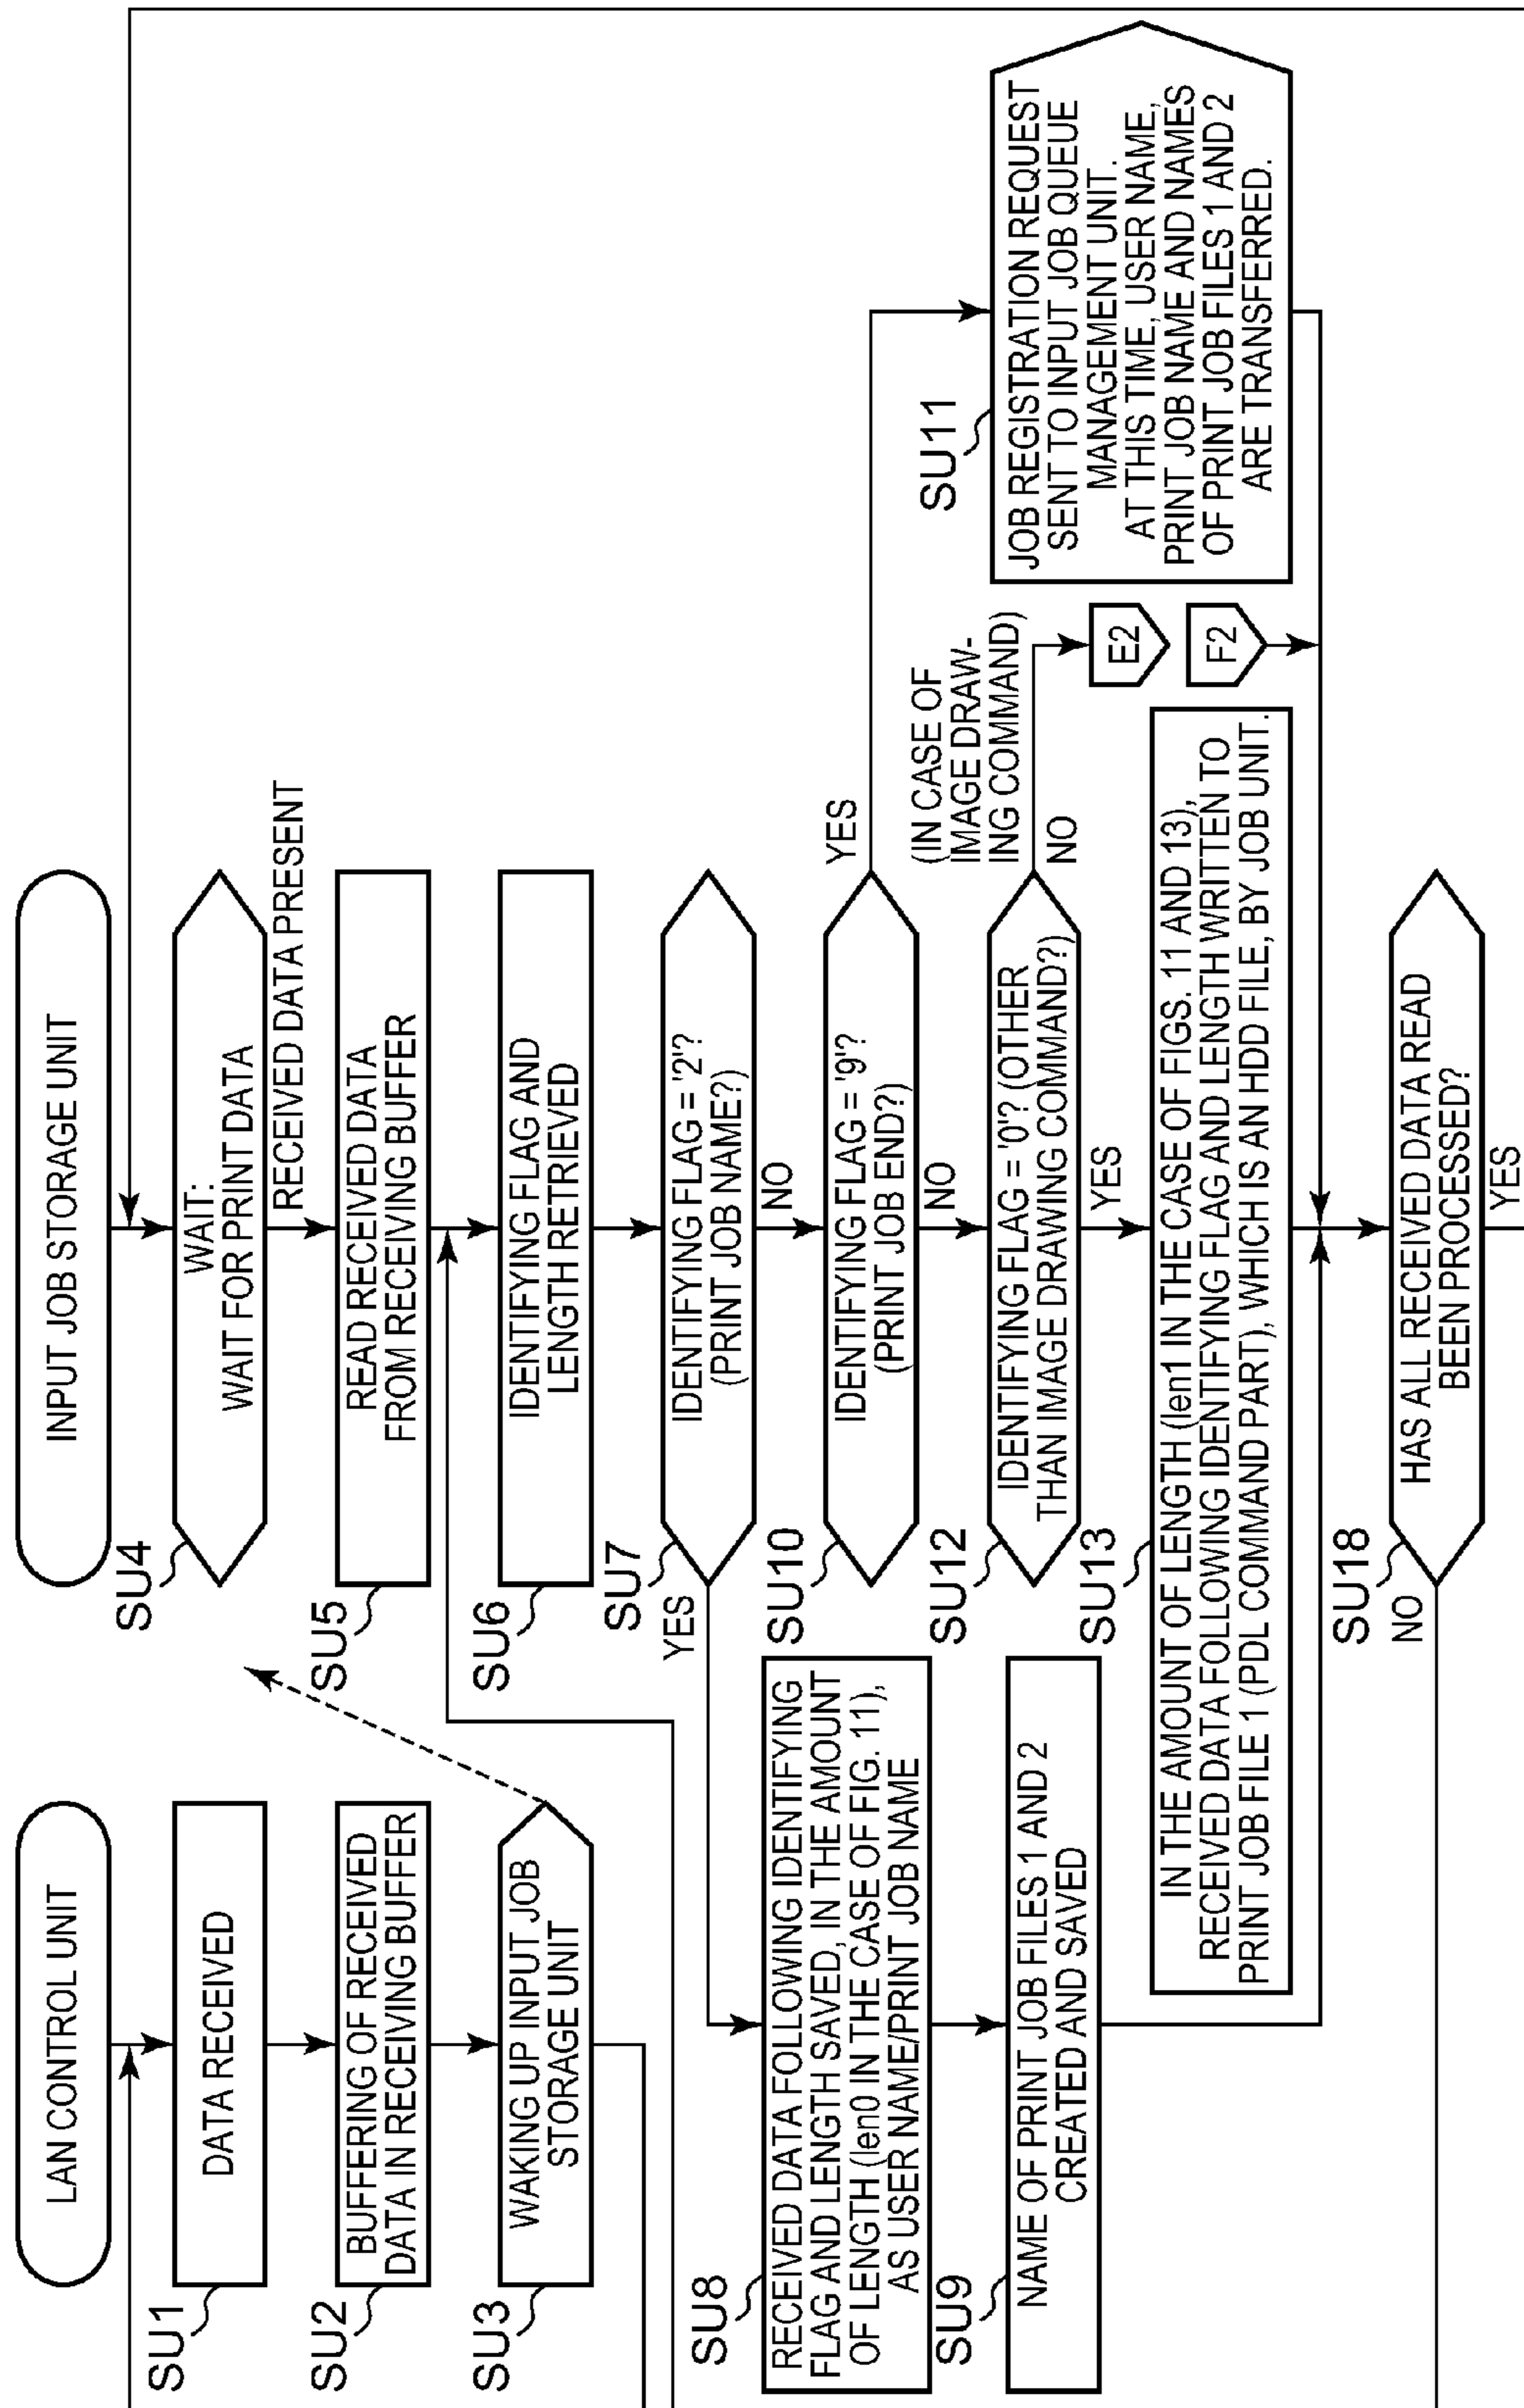 LAN CONTROL UNIT
SU1
DATA RECEIVED
SU2
BUFFERING OF RECEIVED
DATA IN RECEIVING BUFFER
SU3
WAKING UP INPUT JOB
STORAGE UNIT
INPUT JOB STORAGE UNIT
SU4
WAIT:
WAIT FOR PRINT DATA
RECEIVED DATA PRESENT
SU5
READ RECEIVED DATA
FROM RECEIVING BUFFER
SU6
IDENTIFYING FLAG AND
LENGTH RETRIEVED
SU7
IDENTIFYING FLAG = '2'?
(PRINT JOB NAME?)
YES
NO
SU8
RECEIVED DATA FOLLOWING IDENTIFYING
FLAG AND LENGTH SAVED, IN THE AMOUNT
OF LENGTH (len0 IN THE CASE OF FIG. 11),
AS USER NAME/PRINT JOB NAME
SU9
NAME OF PRINT JOB FILES 1 AND 2
CREATED AND SAVED
SU10
IDENTIFYING FLAG = '9'?
(PRINT JOB END?)
YES
NO
SU11
JOB REGISTRATION REQUEST
SENT TO INPUT JOB QUEUE
MANAGEMENT UNIT.
AT THIS TIME, USER NAME,
PRINT JOB NAME AND NAMES
OF PRINT JOB FILES 1 AND 2
ARE TRANSFERRED.
SU12
IDENTIFYING FLAG = '0'? (OTHER
THAN IMAGE DRAWING COMMAND?)
(IN CASE OF
IMAGE DRAW-
ING COMMAND)
NO
YES
E2
F2
SU13
IN THE AMOUNT OF LENGTH (len1 IN THE CASE OF FIGS. 11 AND 13),
RECEIVED DATA FOLLOWING IDENTIFYING FLAG AND LENGTH WRITTEN TO
PRINT JOB FILE 1 (PDL COMMAND PART), WHICH IS AN HDD FILE, BY JOB UNIT.
SU18
HAS ALL RECEIVED DATA READ
BEEN PROCESSED?
NO
YES